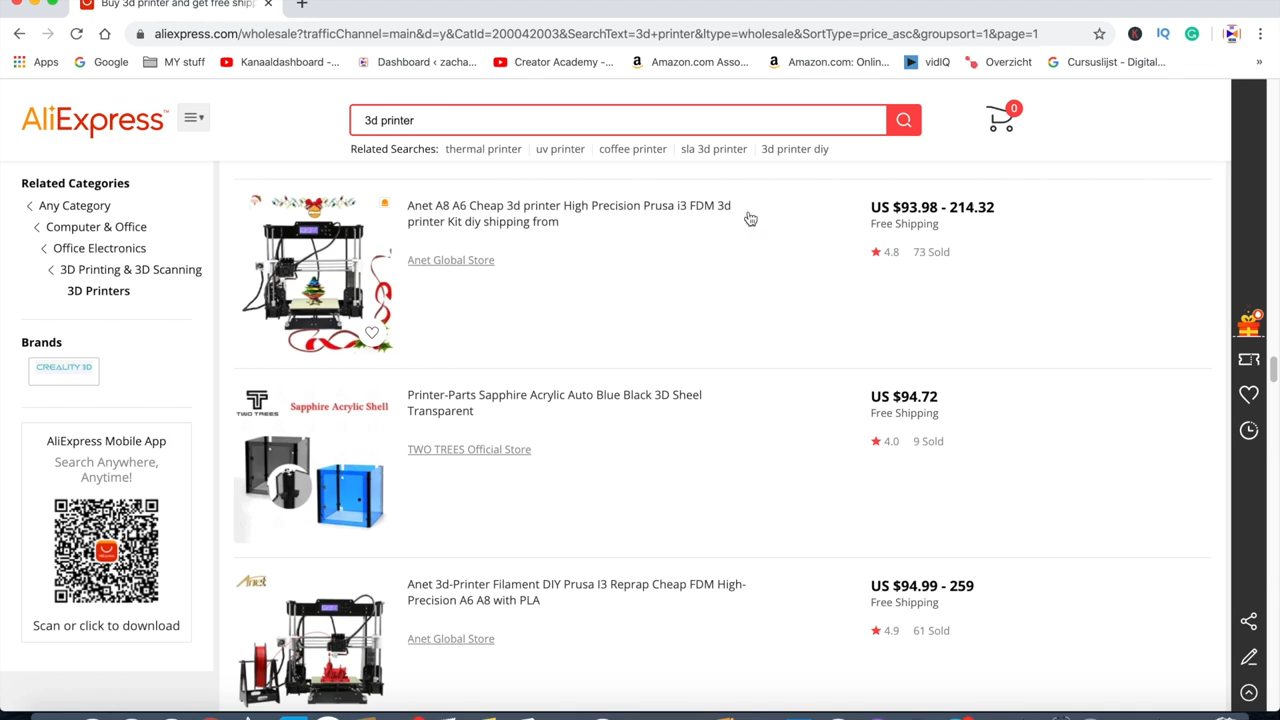 Buy 3d printer and get free ship
aliexpress.com/wholesale?trafficChannel=main&d=y&CatId=200042003&SearchText=3d+printer&ltype=wholesale&SortType=price_asc&groupsort=1&page=1
Apps Google MY stuff Kanaaldashboard -... Dashboard ‹ zacha... Creator Academy -... Amazon.com Asso... Amazon.com: Onlin... vidIQ Overzicht Cursuslijst - Digital... »
AliExpress™
3d printer
0
Related Searches: thermal printer uv printer coffee printer sla 3d printer 3d printer diy
Related Categories
Any Category
Computer & Office
Office Electronics
3D Printing & 3D Scanning
3D Printers
Brands
CREALITY 3D
AliExpress Mobile App
Search Anywhere,
Anytime!
Scan or click to download
Anet A8 A6 Cheap 3d printer High Precision Prusa i3 FDM 3d
printer Kit diy shipping from
Anet Global Store
US $93.98 - 214.32
Free Shipping
4.8 73 Sold
TWO TREES
Sapphire Acrylic Shell
Printer-Parts Sapphire Acrylic Auto Blue Black 3D Sheel
Transparent
TWO TREES Official Store
US $94.72
Free Shipping
4.0 9 Sold
Anet
Anet 3d-Printer Filament DIY Prusa I3 Reprap Cheap FDM High-
Precision A6 A8 with PLA
Anet Global Store
US $94.99 - 259
Free Shipping
4.9 61 Sold